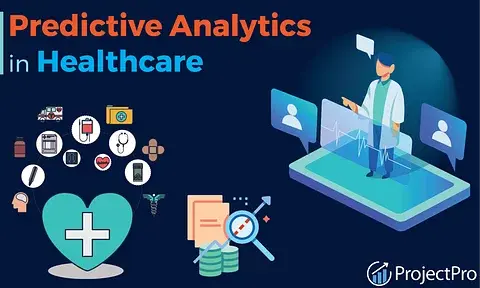 Predictive Analytics
in Healthcare
ProjectPro